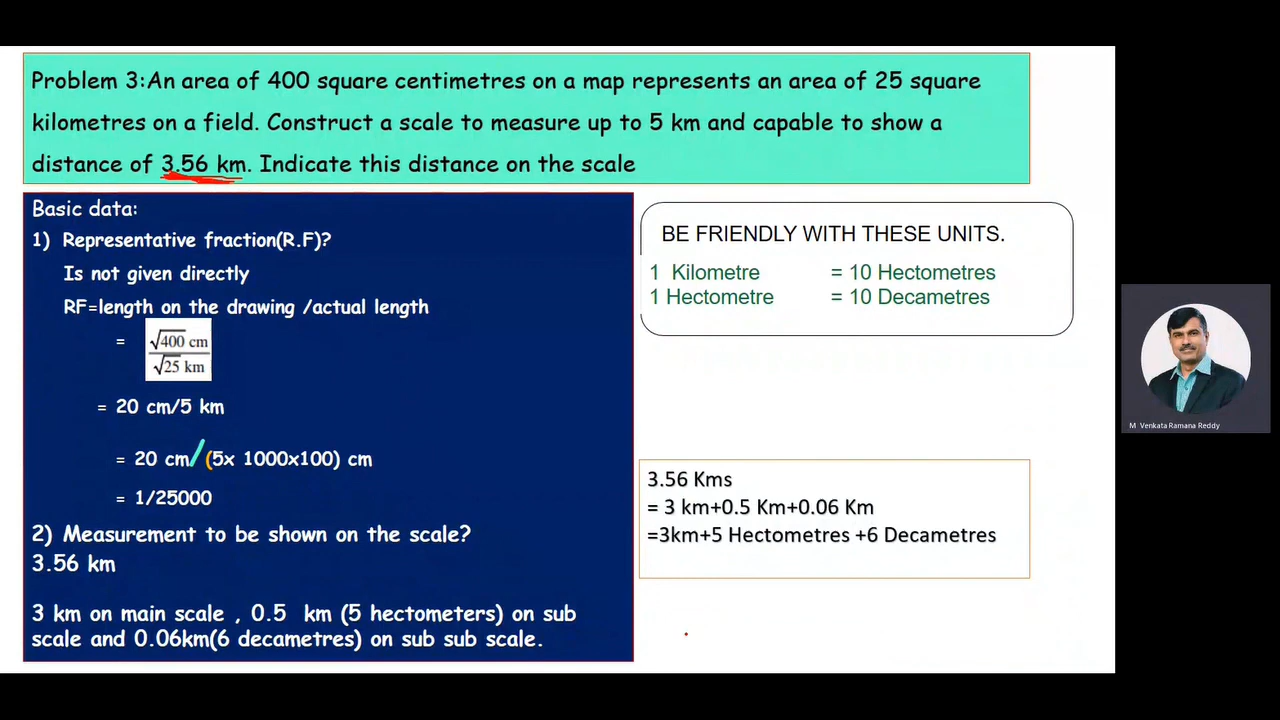 Problem 3:An area of 400 square centimetres on a map represents an area of 25 square
kilometres on a field. Construct a scale to measure up to 5 km and capable to show a
distance of 3.56 km. Indicate this distance on the scale
Basic data:
1) Representative fraction(R.F)?
Is not given directly
RF=length on the drawing /actual length
= √400 cm
√25 km
= 20 cm/5 km
= 20 cm/(5x 1000x100) cm
= 1/25000
2) Measurement to be shown on the scale?
3.56 km
3 km on main scale , 0.5 km (5 hectometers) on sub
scale and 0.06km(6 decametres) on sub sub scale.
BE FRIENDLY WITH THESE UNITS.
1 Kilometre = 10 Hectometres
1 Hectometre = 10 Decametres
3.56 Kms
= 3 km+0.5 Km+0.06 Km
=3km+5 Hectometres +6 Decametres
M Venkata Ramana Reddy